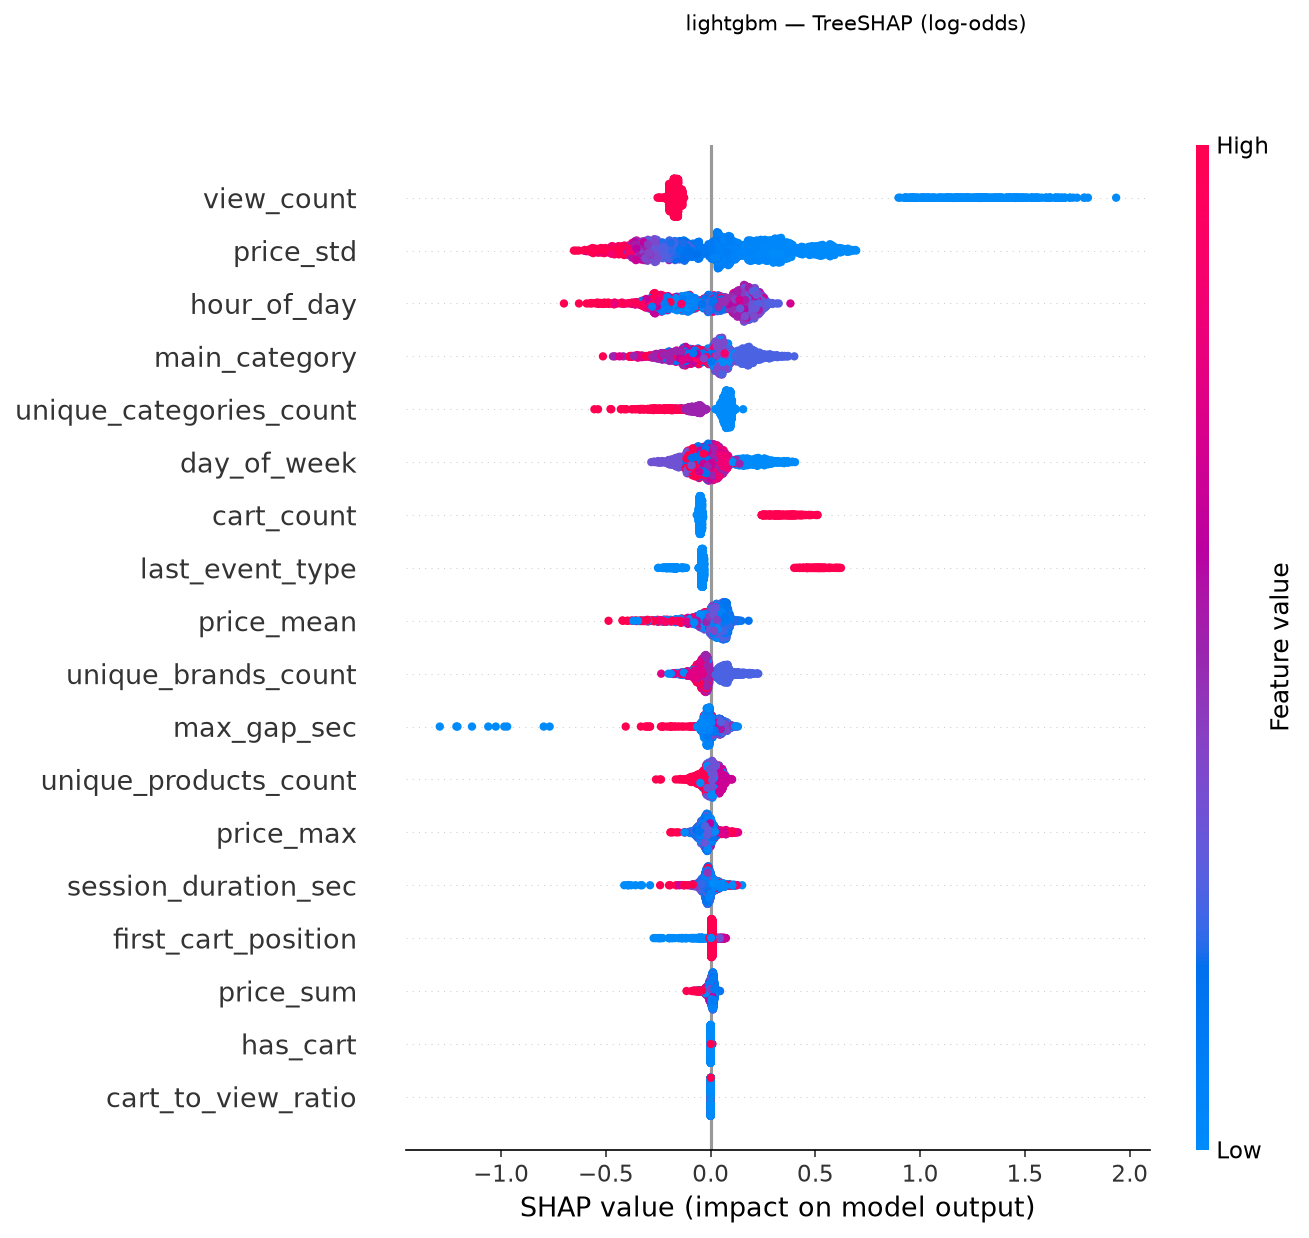 lightgbm — TreeSHAP (log-odds)
High
view_count
price_std
hour_of_day
main_category
unique_categories_count
day_of_week
cart_count
last_event_type
price_mean
unique_brands_count
max_gap_sec
unique_products_count
price_max
session_duration_sec
first_cart_position
price_sum
has_cart
cart_to_view_ratio
Feature value
Low
−1.0 −0.5 0.0 0.5 1.0 1.5 2.0
SHAP value (impact on model output)